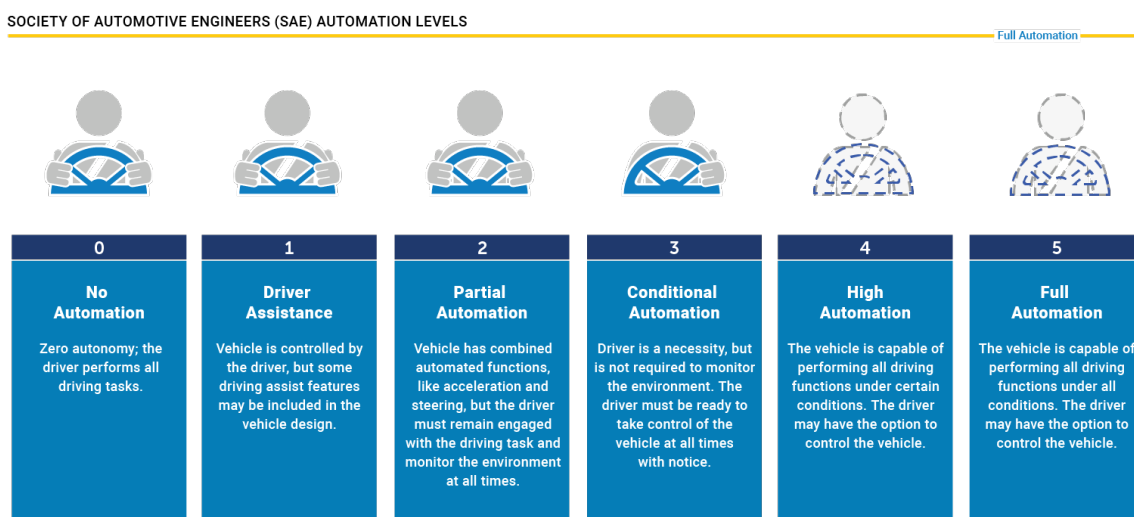 SOCIETY OF AUTOMOTIVE ENGINEERS (SAE) AUTOMATION LEVELS
Full Automation
0
No
Automation
Zero autonomy; the
driver performs all
driving tasks.
1
Driver
Assistance
Vehicle is controlled by
the driver, but some
driving assist features
may be included in the
vehicle design.
2
Partial
Automation
Vehicle has combined
automated functions,
like acceleration and
steering, but the driver
must remain engaged
with the driving task and
monitor the environment
at all times.
3
Conditional
Automation
Driver is a necessity, but
is not required to monitor
the environment. The
driver must be ready to
take control of the
vehicle at all times
with notice.
4
High
Automation
The vehicle is capable of
performing all driving
functions under certain
conditions. The driver
may have the option to
control the vehicle.
5
Full
Automation
The vehicle is capable of
performing all driving
functions under all
conditions. The driver
may have the option to
control the vehicle.